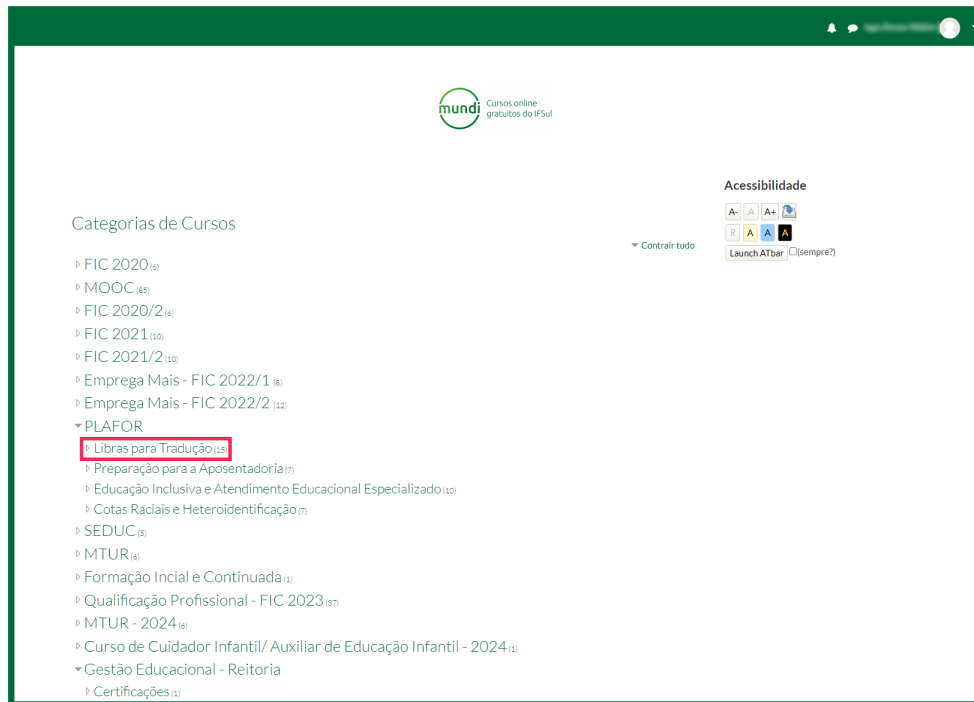 mundi Cursos online
gratuitos do IFSul
Acessibilidade
A- A A+
R A A A
Launch ATbar (sempre?)
Categorias de Cursos
Contrair tudo
FIC 2020 (6)
MOOC (85)
FIC 2020/2 (6)
FIC 2021 (10)
FIC 2021/2 (10)
Emprega Mais - FIC 2022/1 (8)
Emprega Mais - FIC 2022/2 (12)
PLAFOR
Libras para Tradução (15)
Preparação para a Aposentadoria (7)
Educação Inclusiva e Atendimento Educacional Especializado (10)
Cotas Raciais e Heteroidentificação (7)
SEDUC (5)
MTUR (6)
Formação Incial e Continuada (1)
Qualificação Profissional - FIC 2023 (37)
MTUR - 2024 (6)
Curso de Cuidador Infantil/ Auxiliar de Educação Infantil - 2024 (1)
Gestão Educacional - Reitoria
Certificações (1)